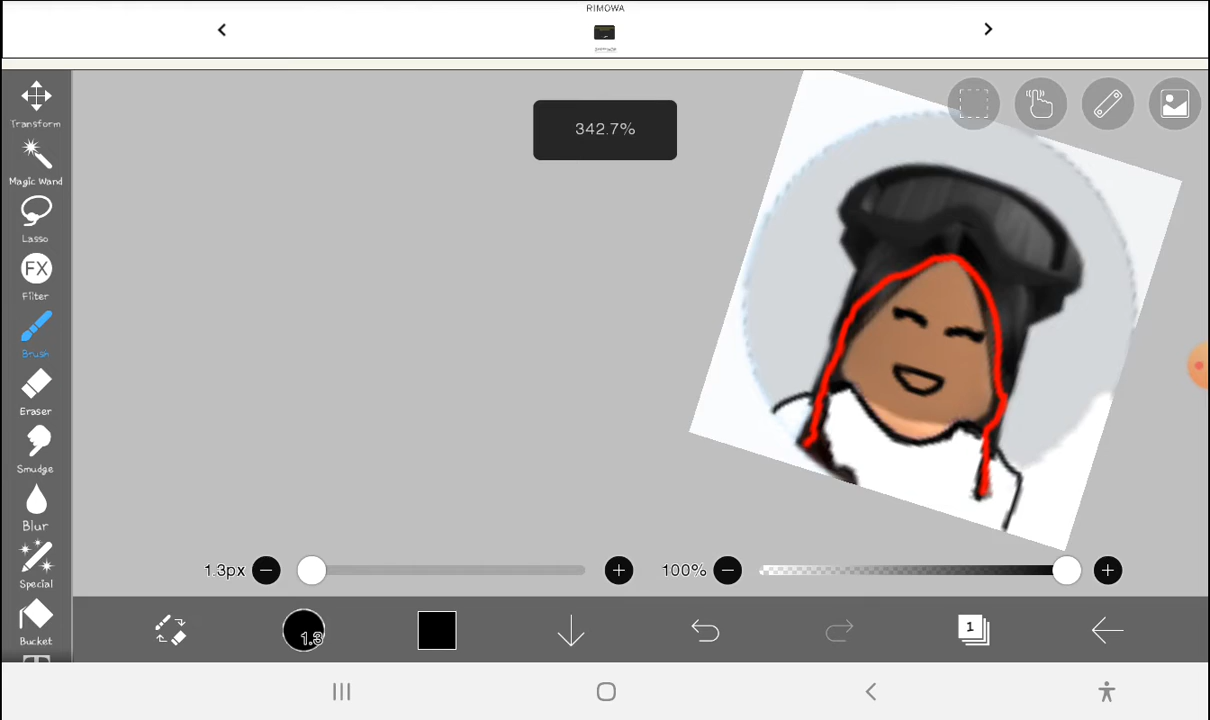 RIMOWA
342.7%
Transform
Magic Wand
Lasso
FX
Filter
Brush
Eraser
Smudge
Blur
Special
Bucket
1.3px
100%
1.3
1